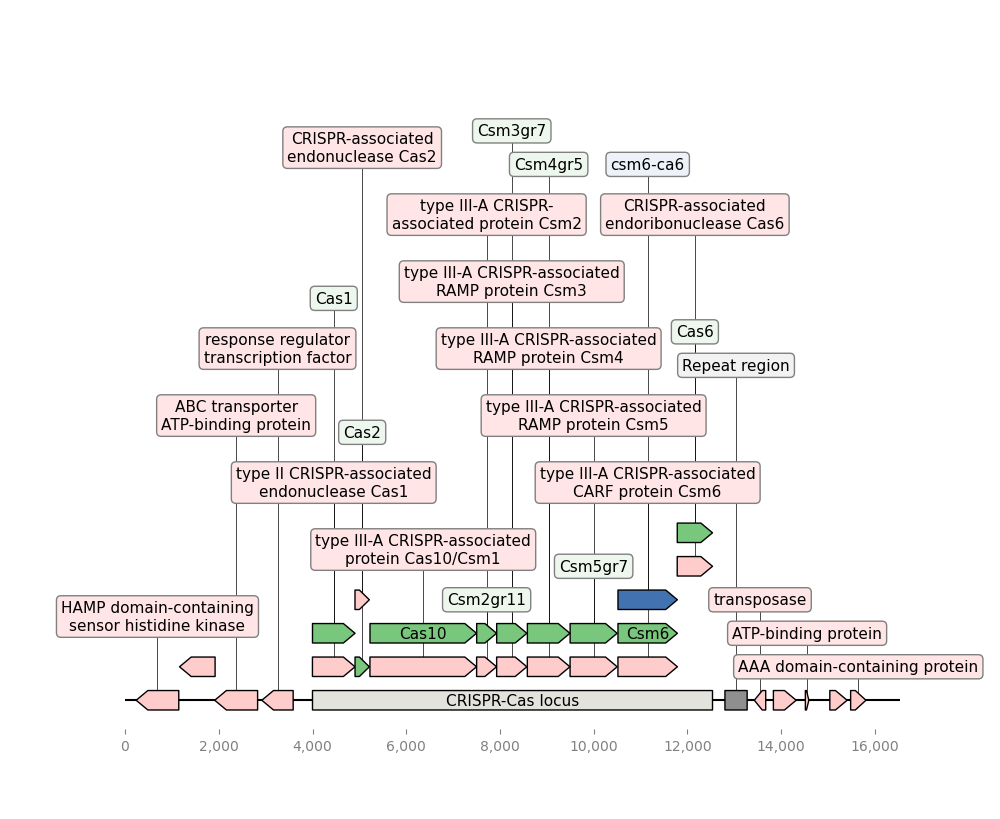 Csm3gr7
CRISPR-associated
endonuclease Cas2
Csm4gr5
csm6-ca6
type III-A CRISPR-
associated protein Csm2
CRISPR-associated
endoribonuclease Cas6
type III-A CRISPR-associated
RAMP protein Csm3
Cas1
Cas6
response regulator
transcription factor
type III-A CRISPR-associated
RAMP protein Csm4
Repeat region
ABC transporter
ATP-binding protein
Cas2
type III-A CRISPR-associated
RAMP protein Csm5
type II CRISPR-associated
endonuclease Cas1
type III-A CRISPR-associated
CARF protein Csm6
type III-A CRISPR-associated
protein Cas10/Csm1
Csm5gr7
HAMP domain-containing
sensor histidine kinase
Csm2gr11
transposase
Cas10
Csm6
ATP-binding protein
AAA domain-containing protein
CRISPR-Cas locus
0
2,000
4,000
6,000
8,000
10,000
12,000
14,000
16,000